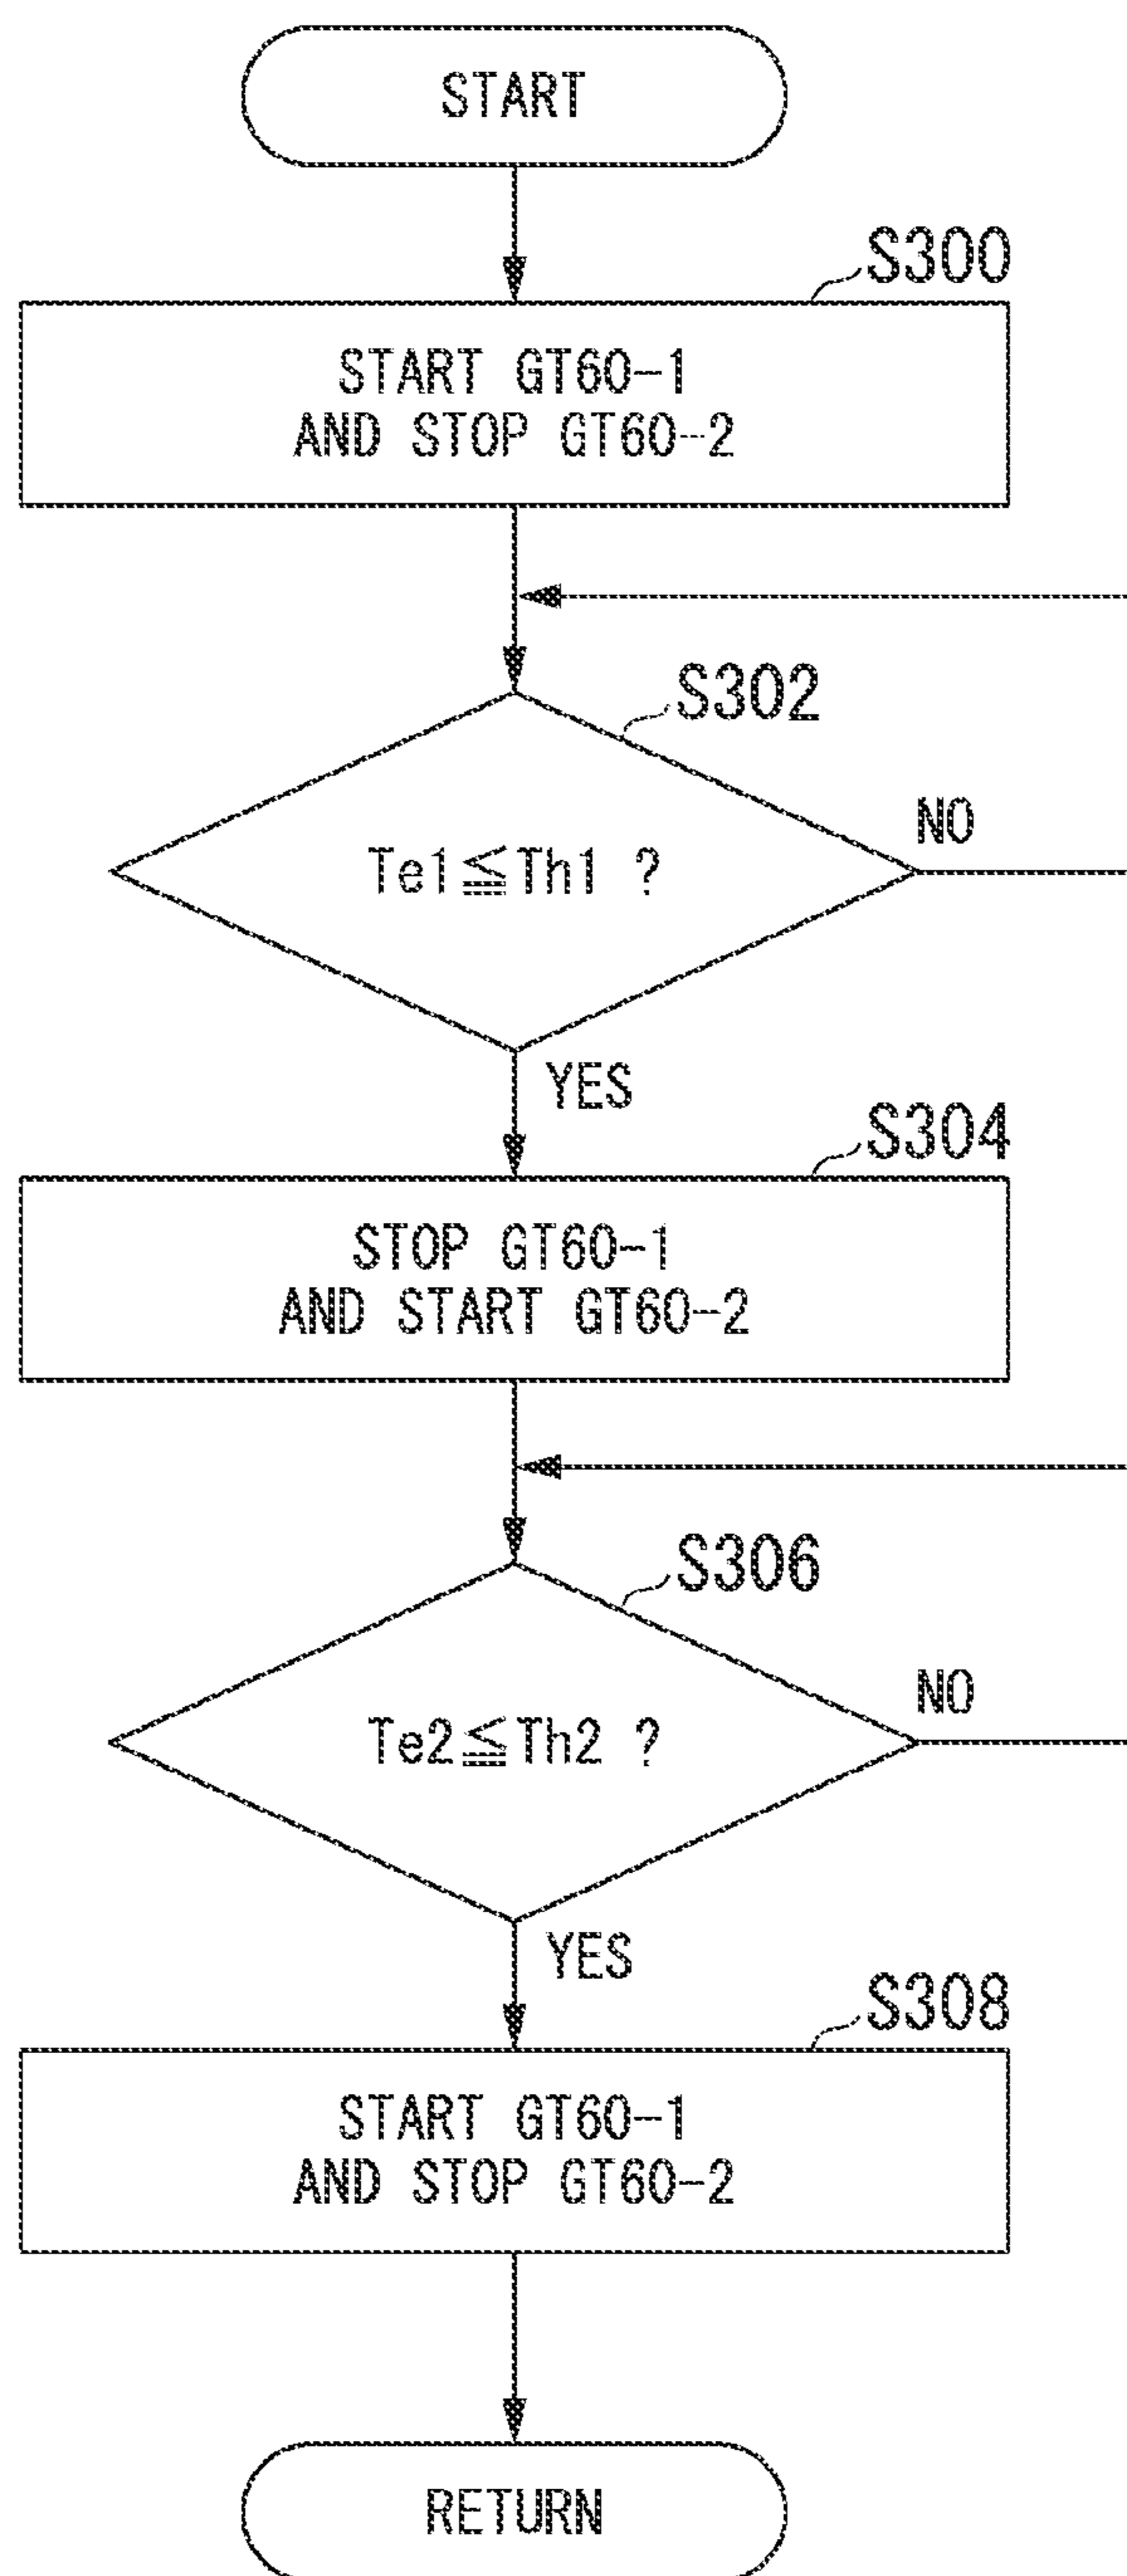 START
S300
START GT60-1
AND STOP GT60-2
S302
Te1≦Th1 ?
NO
YES
S304
STOP GT60-1
AND START GT60-2
S306
Te2≦Th2 ?
NO
YES
S308
START GT60-1
AND STOP GT60-2
RETURN